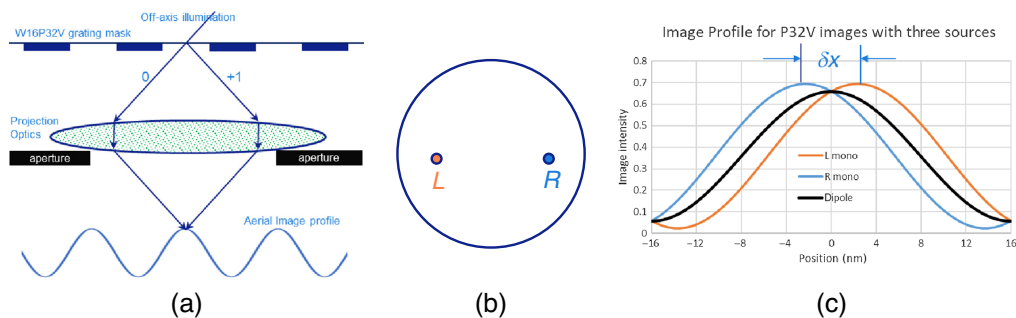 Off-axis illumination
W16P32V grating mask
0
+1
Projection
Optics
aperture
aperture
Aerial Image profile
(a)
L
R
(b)
Image Profile for P32V images with three sources
δx
0.8
0.7
0.6
0.5
0.4
0.3
0.2
0.1
0
Image intensity
L mono
R mono
Dipole
−16 −12 −8 −4 0 4 8 12 16
Position (nm)
(c)